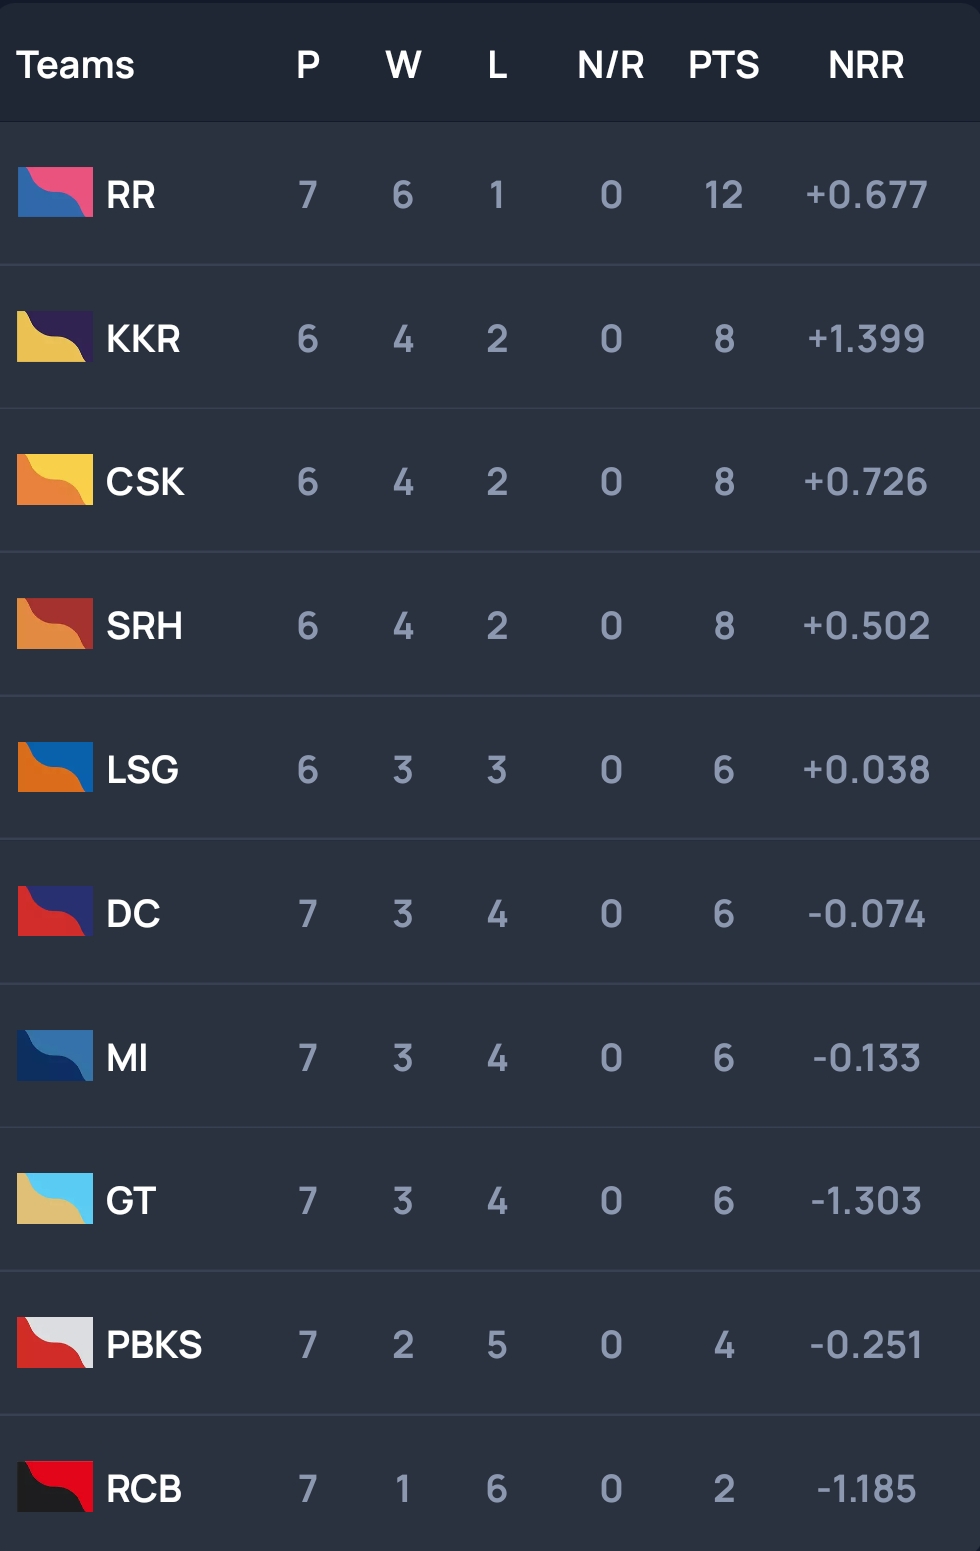 Teams P W L N/R PTS NRR
RR 7 6 1 0 12 +0.677
KKR 6 4 2 0 8 +1.399
CSK 6 4 2 0 8 +0.726
SRH 6 4 2 0 8 +0.502
LSG 6 3 3 0 6 +0.038
DC 7 3 4 0 6 -0.074
MI 7 3 4 0 6 -0.133
GT 7 3 4 0 6 -1.303
PBKS 7 2 5 0 4 -0.251
RCB 7 1 6 0 2 -1.185